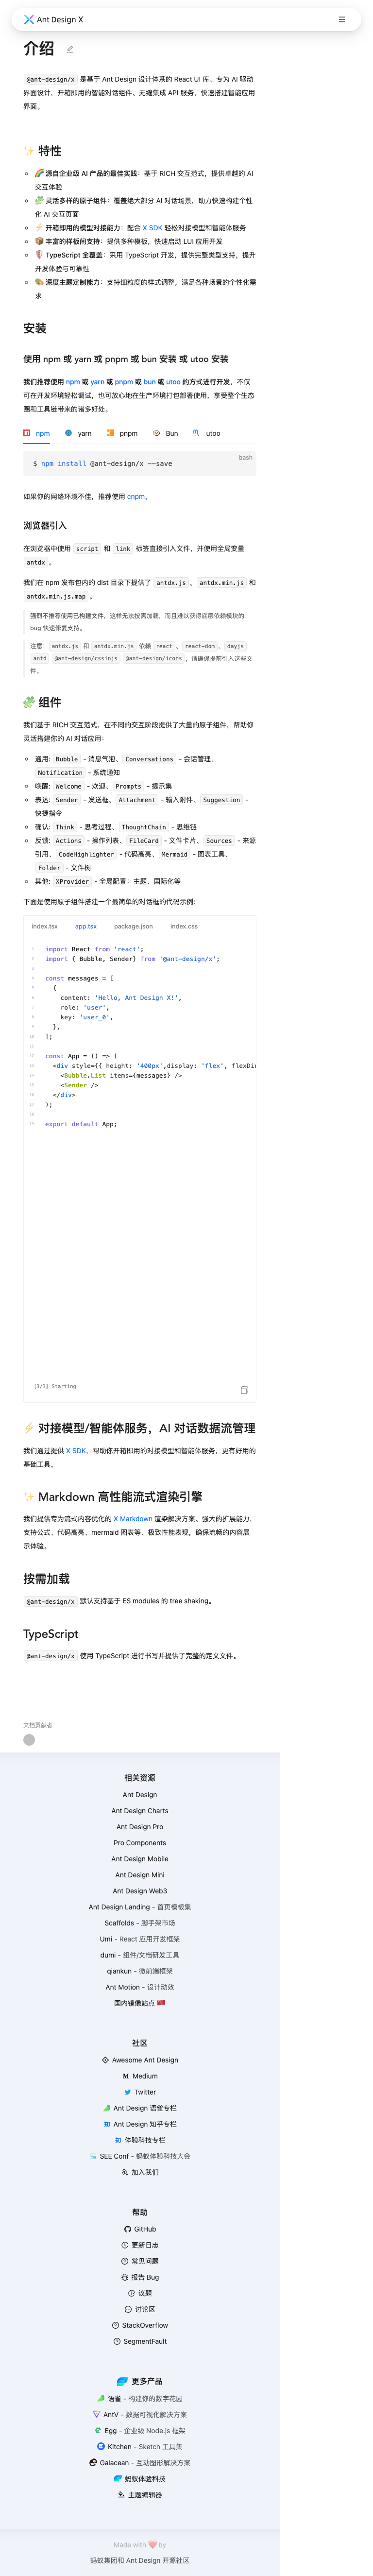 Ant Design X
介绍
@ant-design/x 是基于 Ant Design 设计体系的 React UI 库、专为 AI 驱动
界面设计，开箱即用的智能对话组件、无缝集成 API 服务，快速搭建智能应用
界面。
✨ 特性
🌈 源自企业级 AI 产品的最佳实践：基于 RICH 交互范式，提供卓越的 AI
交互体验
🧩 灵活多样的原子组件：覆盖绝大部分 AI 对话场景，助力快速构建个性
化 AI 交互页面
⚡ 开箱即用的模型对接能力：配合 X SDK 轻松对接模型和智能体服务
📦 丰富的样板间支持：提供多种模板，快速启动 LUI 应用开发
🛡 TypeScript 全覆盖：采用 TypeScript 开发，提供完整类型支持，提升
开发体验与可靠性
🎨 深度主题定制能力：支持细粒度的样式调整，满足各种场景的个性化需
求
安装
使用 npm 或 yarn 或 pnpm 或 bun 安装 或 utoo 安装
我们推荐使用 npm 或 yarn 或 pnpm 或 bun 或 utoo 的方式进行开发，不仅
可在开发环境轻松调试，也可放心地在生产环境打包部署使用，享受整个生态
圈和工具链带来的诸多好处。
npm yarn pnpm Bun utoo
bash
$ npm install @ant-design/x --save
如果你的网络环境不佳，推荐使用 cnpm。
浏览器引入
在浏览器中使用 script 和 link 标签直接引入文件，并使用全局变量
antdx 。
我们在 npm 发布包内的 dist 目录下提供了 antdx.js 、 antdx.min.js 和
antdx.min.js.map 。
强烈不推荐使用已构建文件，这样无法按需加载，而且难以获得底层依赖模块的
bug 快速修复支持。
注意： antdx.js 和 antdx.min.js 依赖 react 、 react-dom 、 dayjs
antd @ant-design/cssinjs @ant-design/icons ，请确保提前引入这些文
件。
🧩 组件
我们基于 RICH 交互范式，在不同的交互阶段提供了大量的原子组件，帮助你
灵活搭建你的 AI 对话应用：
通用: Bubble - 消息气泡、 Conversations - 会话管理、
Notification - 系统通知
唤醒: Welcome - 欢迎、 Prompts - 提示集
表达: Sender - 发送框、 Attachment - 输入附件、 Suggestion -
快捷指令
确认: Think - 思考过程、 ThoughtChain - 思维链
反馈: Actions - 操作列表、 FileCard - 文件卡片、 Sources - 来源
引用、 CodeHighlighter - 代码高亮、 Mermaid - 图表工具、
Folder - 文件树
其他: XProvider - 全局配置：主题、国际化等
下面是使用原子组件搭建一个最简单的对话框的代码示例:
index.tsx app.tsx package.json index.css
1 import React from 'react';
2 import { Bubble, Sender} from '@ant-design/x';
3
4 const messages = [
5 {
6 content: 'Hello, Ant Design X!',
7 role: 'user',
8 key: 'user_0',
9 },
10 ];
11
12 const App = () => (
13 <div style={{ height: '400px',display: 'flex', flexDir
14 <Bubble.List items={messages} />
15 <Sender />
16 </div>
17 );
18
19 export default App;
[3/3] Starting
⚡ 对接模型/智能体服务，AI 对话数据流管理
我们通过提供 X SDK，帮助你开箱即用的对接模型和智能体服务，更有好用的
基础工具。
✨ Markdown 高性能流式渲染引擎
我们提供专为流式内容优化的 X Markdown 渲染解决方案、强大的扩展能力，
支持公式、代码高亮、mermaid 图表等、极致性能表现，确保流畅的内容展
示体验。
按需加载
@ant-design/x 默认支持基于 ES modules 的 tree shaking。
TypeScript
@ant-design/x 使用 TypeScript 进行书写并提供了完整的定义文件。
文档贡献者
相关资源
Ant Design
Ant Design Charts
Ant Design Pro
Pro Components
Ant Design Mobile
Ant Design Mini
Ant Design Web3
Ant Design Landing - 首页模板集
Scaffolds - 脚手架市场
Umi - React 应用开发框架
dumi - 组件/文档研发工具
qiankun - 微前端框架
Ant Motion - 设计动效
国内镜像站点 🇨🇳
社区
Awesome Ant Design
Medium
Twitter
Ant Design 语雀专栏
Ant Design 知乎专栏
体验科技专栏
SEE Conf - 蚂蚁体验科技大会
加入我们
帮助
GitHub
更新日志
常见问题
报告 Bug
议题
讨论区
StackOverflow
SegmentFault
更多产品
语雀 - 构建你的数字花园
AntV - 数据可视化解决方案
Egg - 企业级 Node.js 框架
Kitchen - Sketch 工具集
Galacean - 互动图形解决方案
蚂蚁体验科技
主题编辑器
Made with ❤ by
蚂蚁集团和 Ant Design 开源社区